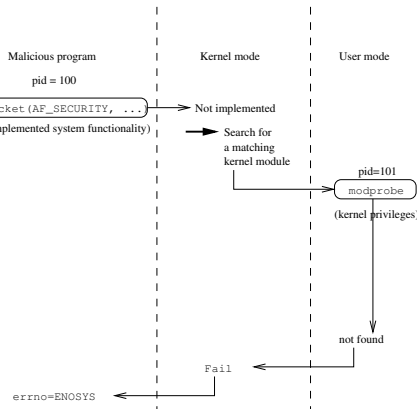 Malicious program
Kernel mode
User mode
pid = 100
cket(AF_SECURITY, ...)
Not implemented
nplemented system functionality)
Search for
a matching
kernel module
pid=101
modprobe
(kernel privileges)
not found
Fail
errno=ENOSYS